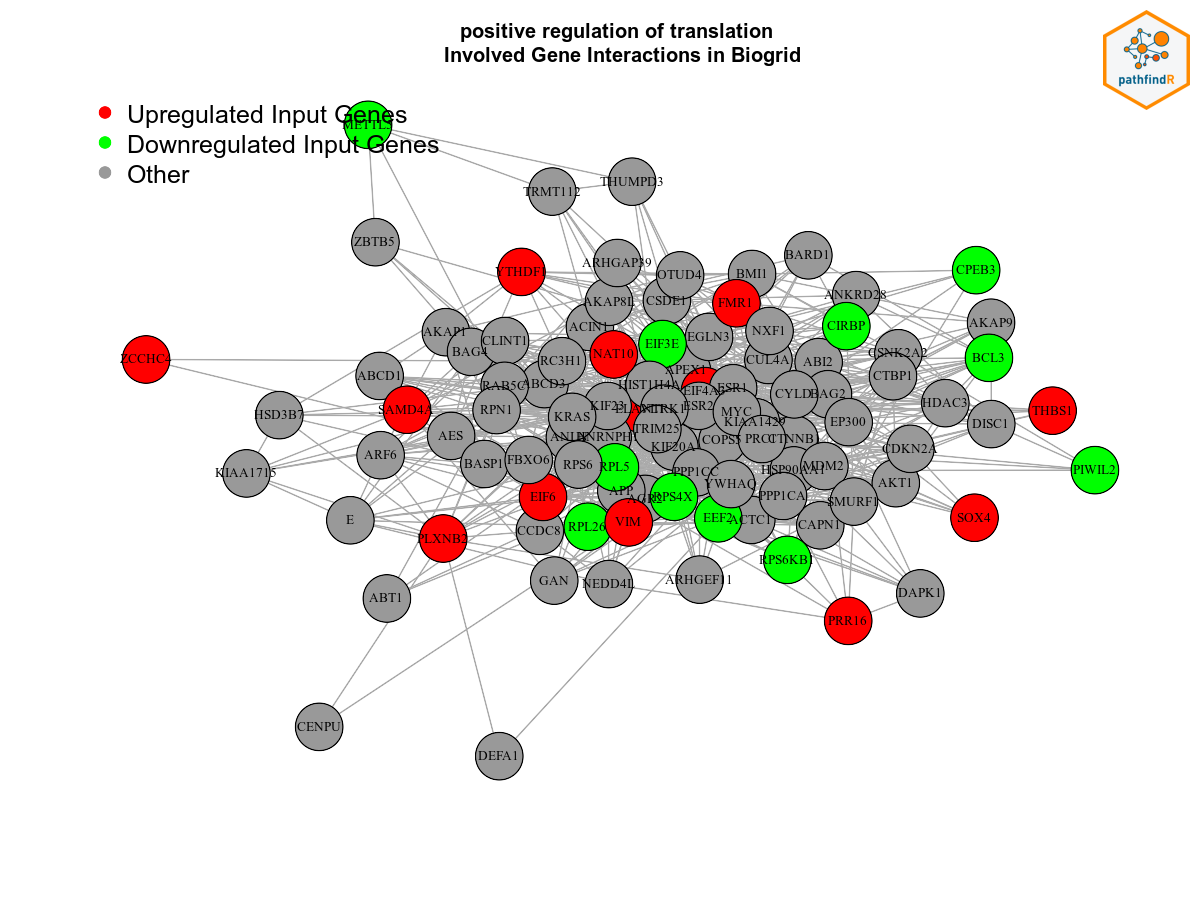 positive regulation of translation
Involved Gene Interactions in Biogrid
pathfindR
Upregulated Input Genes
Downregulated Input Genes
Other
METTL5
TRMT112
THUMPD3
ZBTB5
YTHDF1
ARHGAP39
OTUD4
BMI1
BARD1
CPEB3
AKAP8L
CSDE1
FMR1
ANKRD28
AKAP1
ACIN1
EGLN3
NXF1
CIRBP
AKAP9
BAG4
CLINT1
NAT10
EIF3E
CUL4A
ABI2
CSNK2A2
BCL3
ZCCHC4
ABCD1
RC3H1
APEX1
CTBP1
RAB5C
ABCD3
HIST1H4A
EIF4A3
ESR1
CYLD
BAG2
HDAC3
THBS1
HSD3B7
SAMD4A
RPN1
KRAS
KIF23
NTRK1
ESR2
MYC
KIAA1429
EP300
DISC1
AES
TRIM25
COPS5
CTNNB1
CDKN2A
KIAA1715
ARF6
BASP1
FBXO6
RPS6
RPL5
KIF20A
PPP1CC
HSP90AA1
MDM2
PIWIL2
E
EIF6
APP
RPS4X
YWHAQ
PPP1CA
SMURF1
AKT1
SOX4
PLXNB2
CCDC8
RPL26
VIM
EEF2
ACTC1
CAPN1
ABT1
GAN
NEDD4L
ARHGEF11
RPS6KB1
DAPK1
PRR16
CENPU
DEFA1